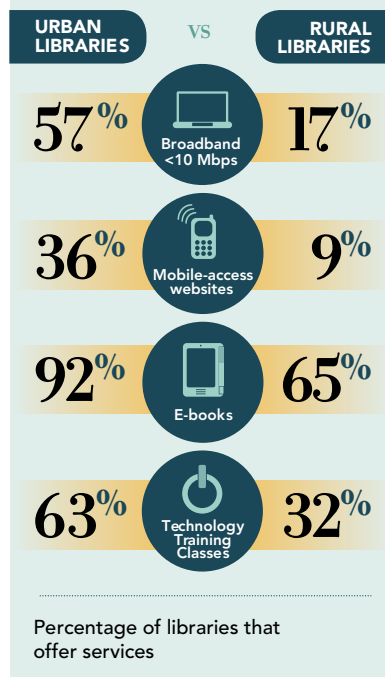 URBAN
LIBRARIES
VS
RURAL
LIBRARIES
57%
Broadband
<10 Mbps
17%
36%
Mobile-access
websites
9%
92%
E-books
65%
63%
Technology
Training
Classes
32%
Percentage of libraries that
offer services